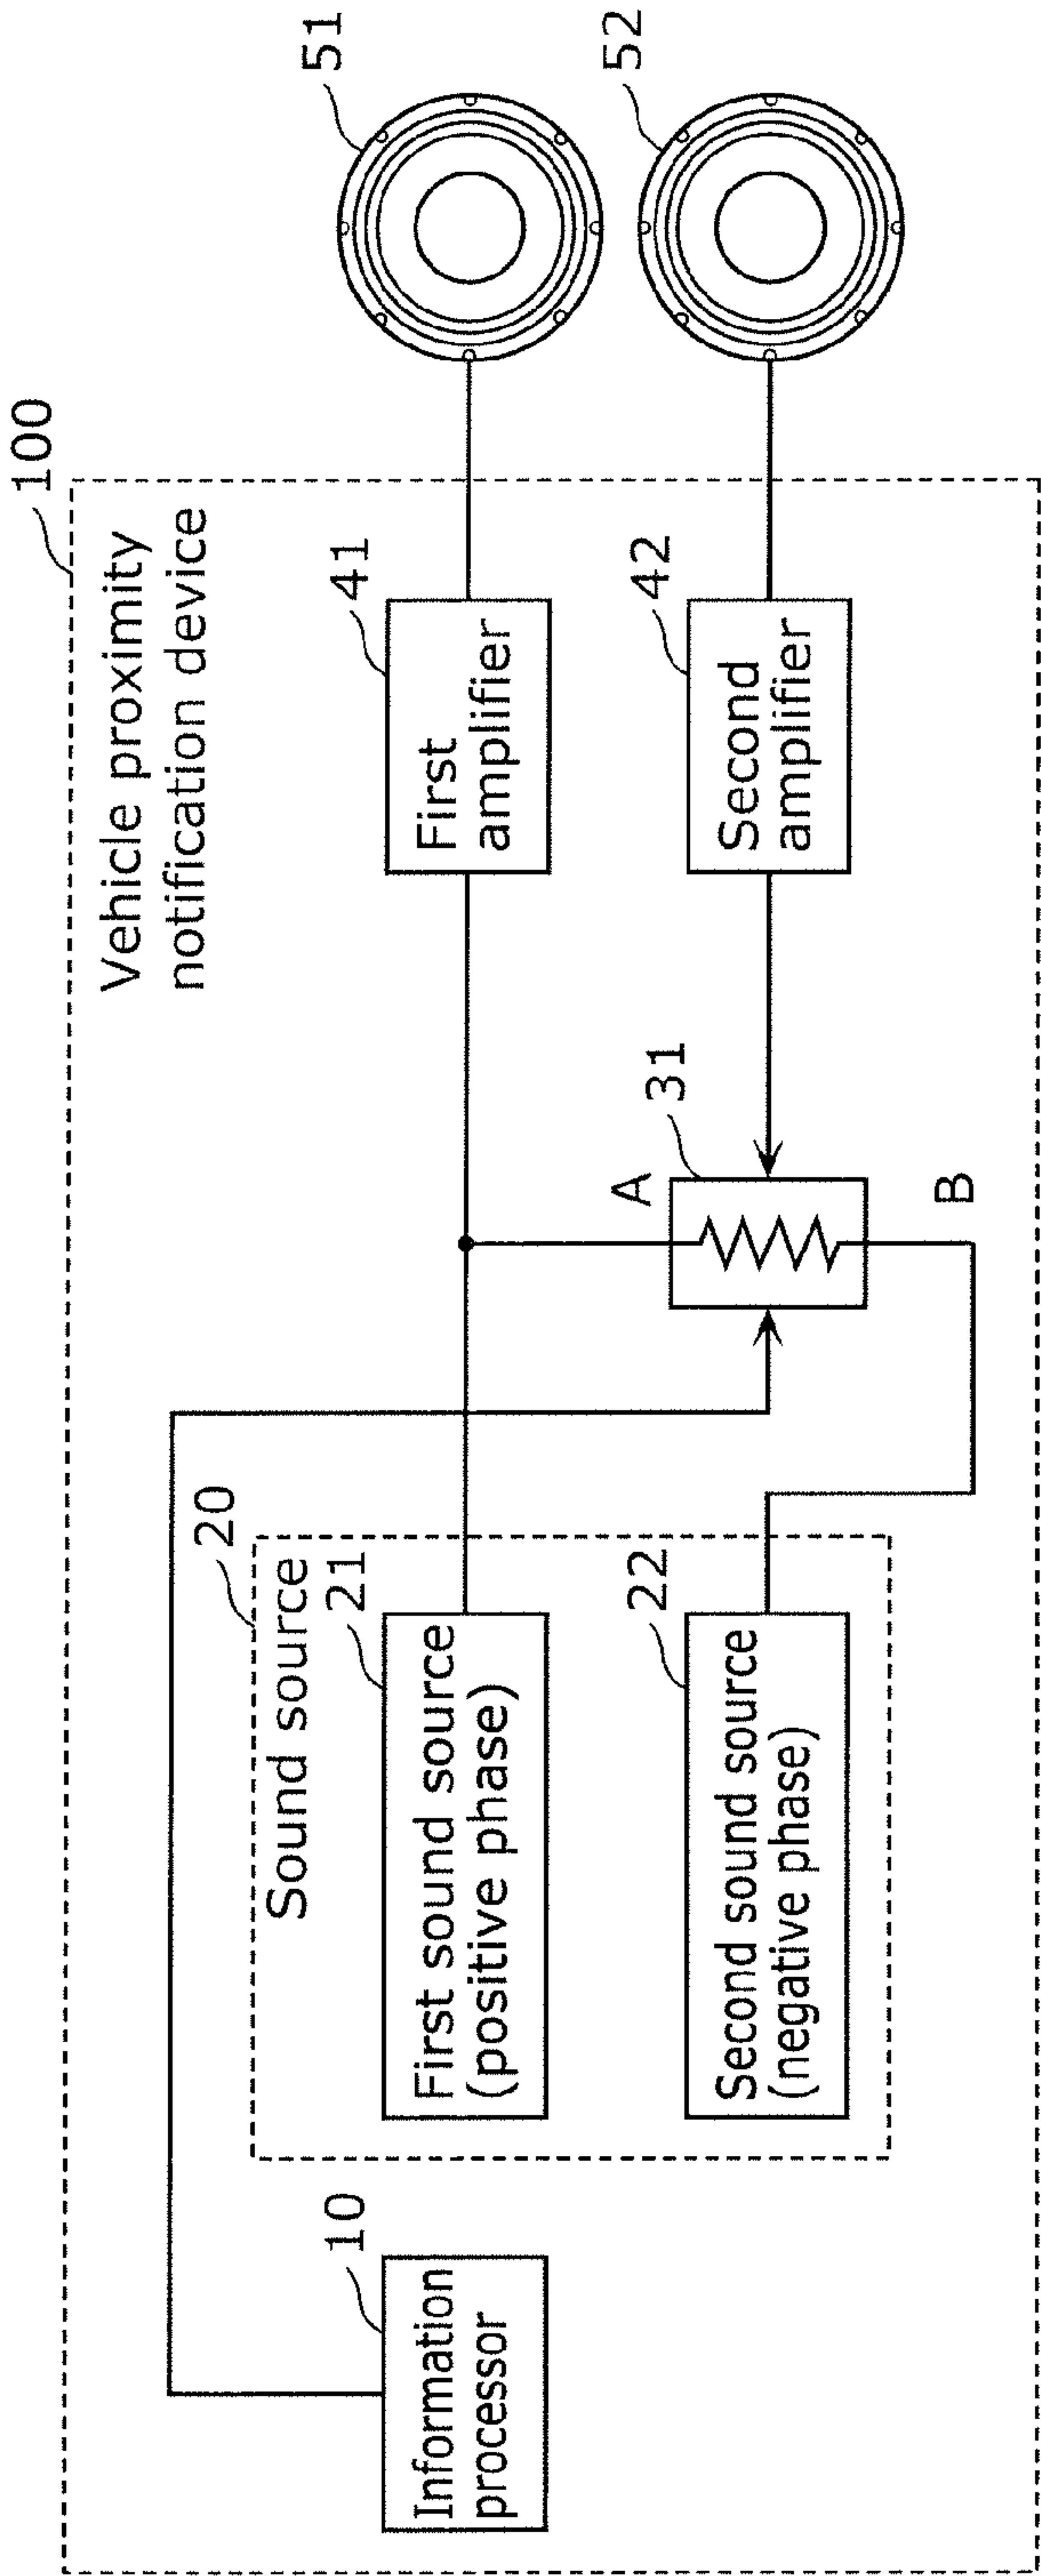 100
Vehicle proximity
notification device
20
Sound source
10
Information
processor
21
First sound source
(positive phase)
41
First
amplifier
51
22
Second sound source
(negative phase)
A
31
B
42
Second
amplifier
52